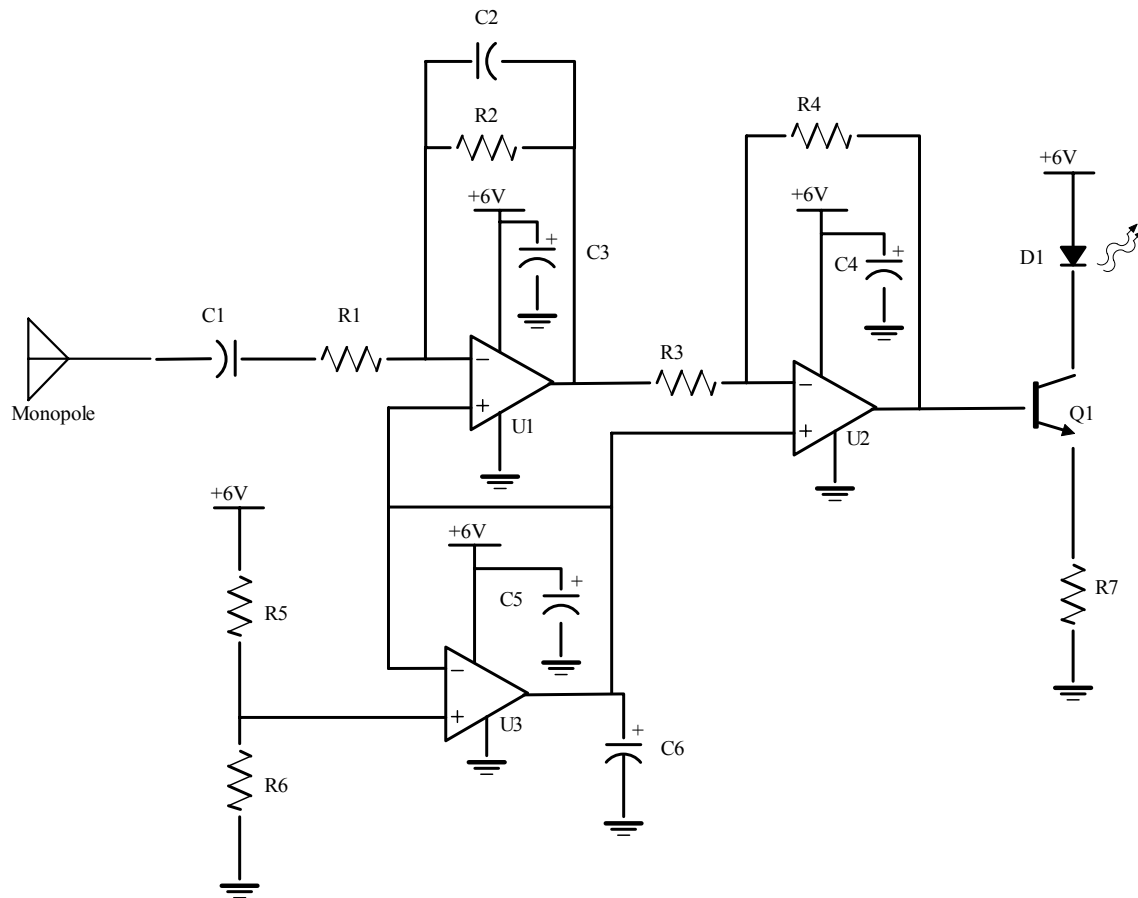 C2
R2
R4
+6V
+6V
+6V
C3
C4
D1
C1
R1
R3
−
+
U1
−
+
U2
Q1
Monopole
+6V
+6V
R5
C5
R7
−
+
U3
R6
C6
+
+
+
+